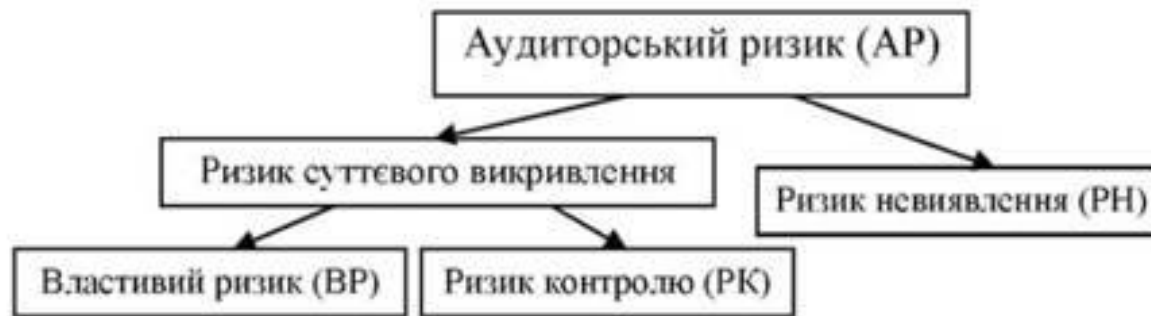 Аудиторський ризик (АР)
Ризик суттєвого викривлення
Ризик невиявлення (РН)
Властивий ризик (ВР)
Ризик контролю (РК)